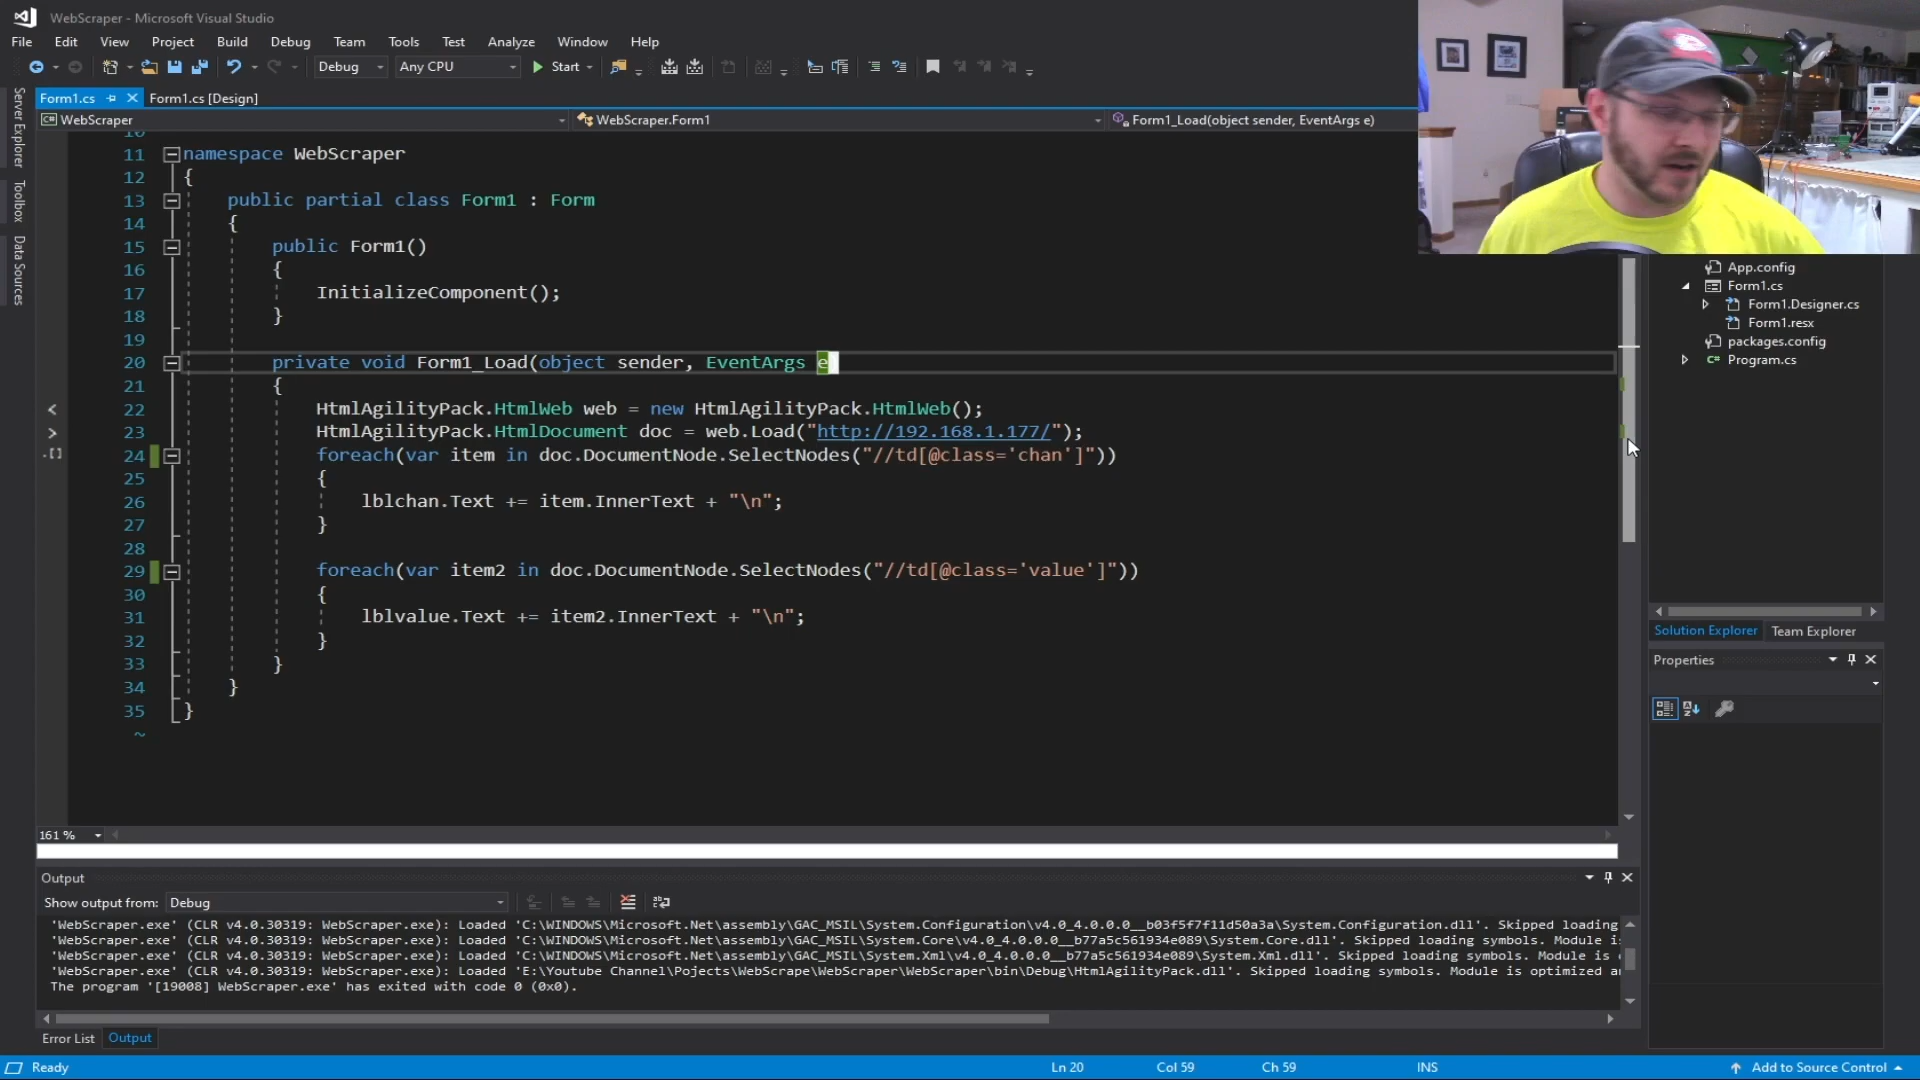 WebScraper - Microsoft Visual Studio
File Edit View Project Build Debug Team Tools Test Analyze Window Help
Debug Any CPU Start
Form1.cs Form1.cs [Design]
WebScraper WebScraper.Form1 Form1_Load(object sender, EventArgs e)
Server Explorer
Toolbox
Data Sources
10
11 namespace WebScraper
12 {
13 public partial class Form1 : Form
14 {
15 public Form1()
16 {
17 InitializeComponent();
18 }
19
20 private void Form1_Load(object sender, EventArgs e)
21 {
22 HtmlAgilityPack.HtmlWeb web = new HtmlAgilityPack.HtmlWeb();
23 HtmlAgilityPack.HtmlDocument doc = web.Load("http://192.168.1.177/");
24 foreach(var item in doc.DocumentNode.SelectNodes("//td[@class='chan']"))
25 {
26 lblchan.Text += item.InnerText + "\n";
27 }
28
29 foreach(var item2 in doc.DocumentNode.SelectNodes("//td[@class='value']"))
30 {
31 lblvalue.Text += item2.InnerText + "\n";
32 }
33 }
34 }
35 }
~
App.config
Form1.cs
Form1.Designer.cs
Form1.resx
packages.config
C# Program.cs
Solution Explorer Team Explorer
Properties
161 %
Output
Show output from: Debug
'WebScraper.exe' (CLR v4.0.30319: WebScraper.exe): Loaded 'C:\WINDOWS\Microsoft.Net\assembly\GAC_MSIL\System.Configuration\v4.0_4.0.0.0__b03f5f7f11d50a3a\System.Configuration.dll'. Skipped loading
'WebScraper.exe' (CLR v4.0.30319: WebScraper.exe): Loaded 'C:\WINDOWS\Microsoft.Net\assembly\GAC_MSIL\System.Core\v4.0_4.0.0.0__b77a5c561934e089\System.Core.dll'. Skipped loading symbols. Module i
'WebScraper.exe' (CLR v4.0.30319: WebScraper.exe): Loaded 'C:\WINDOWS\Microsoft.Net\assembly\GAC_MSIL\System.Xml\v4.0_4.0.0.0__b77a5c561934e089\System.Xml.dll'. Skipped loading symbols. Module is
'WebScraper.exe' (CLR v4.0.30319: WebScraper.exe): Loaded 'E:\Youtube Channel\Pojects\WebScrape\WebScraper\WebScraper\bin\Debug\HtmlAgilityPack.dll'. Skipped loading symbols. Module is optimized a
The program '[19008] WebScraper.exe' has exited with code 0 (0x0).
Error List Output
Ready Ln 20 Col 59 Ch 59 INS Add to Source Control